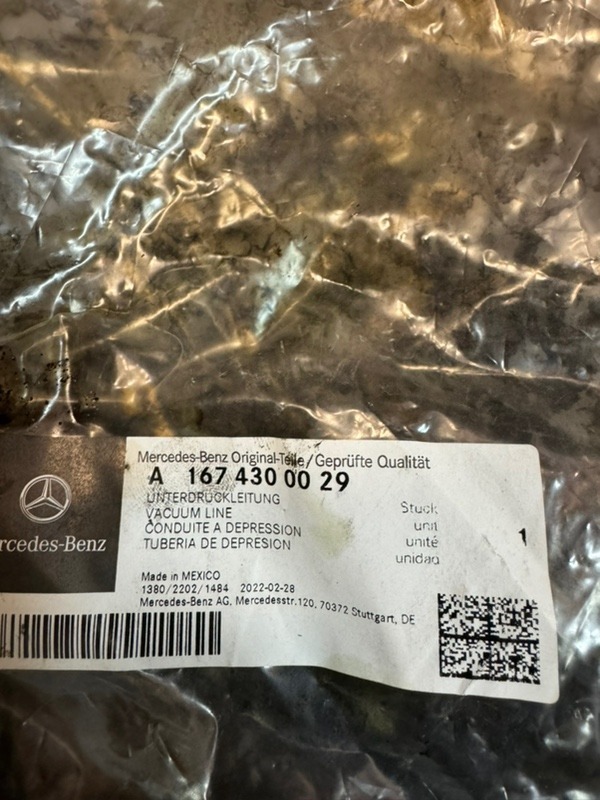 Mercedes-Benz Original-Teile/Geprüfte Qualität
A 167 430 00 29
UNTERDRUCKLEITUNG
VACUUM LINE
CONDUITE A DEPRESSION
TUBERIA DE DEPRESION
Stück
unit
unité
unidad
1
rcedes-Benz
Made in MEXICO
1380/2202/1484 2022-02-28
Mercedes-Benz AG, Mercedesstr.120, 70372 Stuttgart, DE